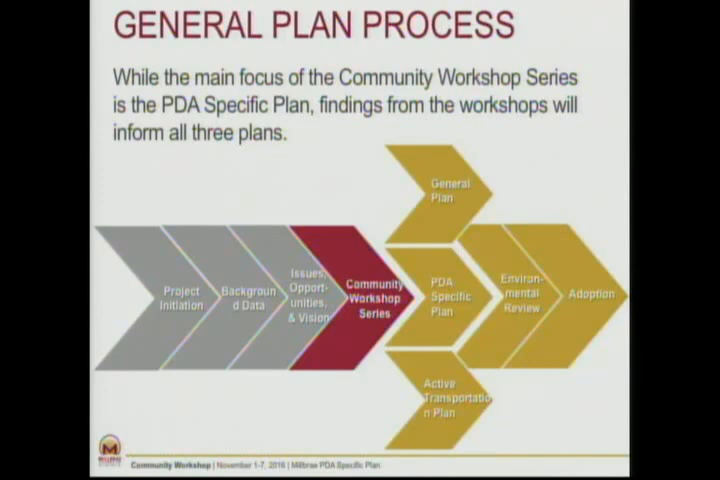 GENERAL PLAN PROCESS
While the main focus of the Community Workshop Series
is the PDA Specific Plan, findings from the workshops will
inform all three plans.
Project
Initiation
Backgroun
d Data
Issues,
Opport-
unities,
& Vision
Community
Workshop
Series
General
Plan
PDA
Specific
Plan
Active
Transportatio
n Plan
Environ-
mental
Review
Adoption
Community Workshop | November 1-7, 2016 | Millbrae PDA Specific Plan